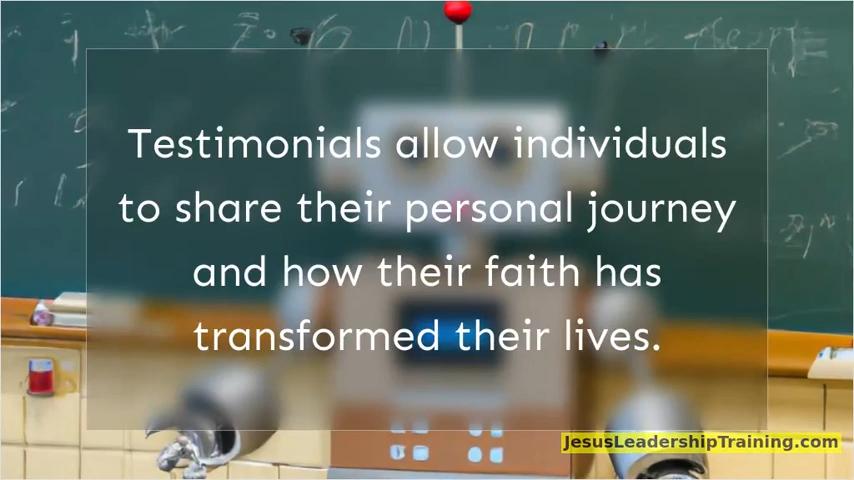 Testimonials allow individuals
to share their personal journey
and how their faith has
transformed their lives.
JesusLeadershipTraining.com